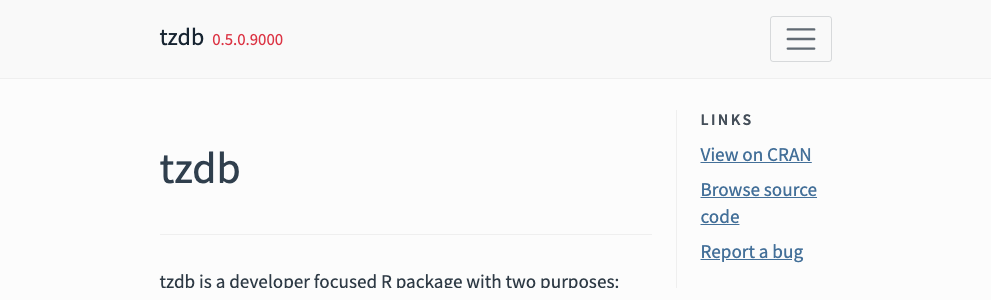 tzdb 0.5.0.9000
tzdb
tzdb is a developer focused R package with two purposes:
LINKS
View on CRAN
Browse source
code
Report a bug